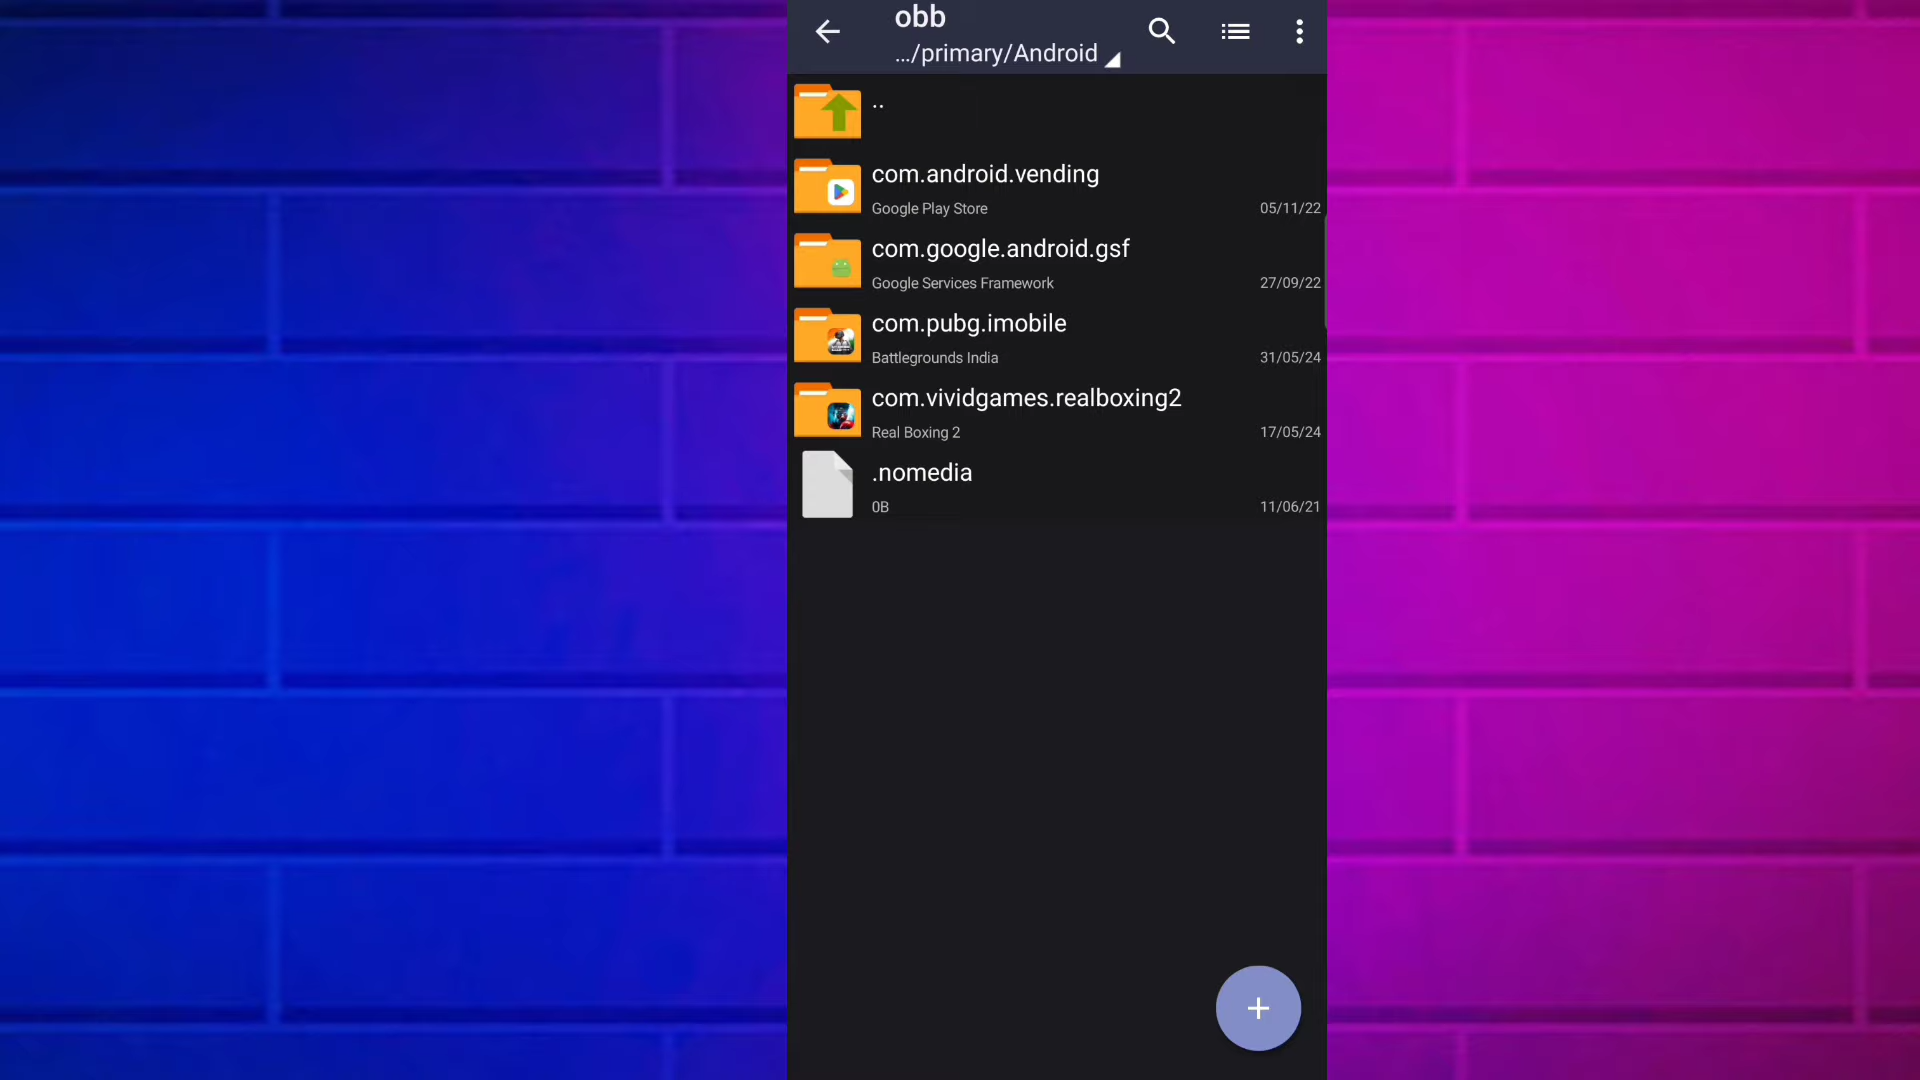 obb
.../primary/Android
..
com.android.vending
Google Play Store 05/11/22
com.google.android.gsf
Google Services Framework 27/09/22
com.pubg.imobile
Battlegrounds India 31/05/24
com.vividgames.realboxing2
Real Boxing 2 17/05/24
.nomedia
0B 11/06/21